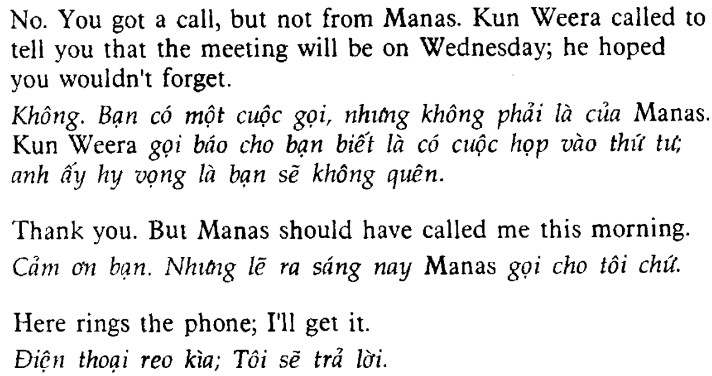 No. You got a call, but not from Manas. Kun Weera called to
tell you that the meeting will be on Wednesday; he hoped
you wouldn't forget.
Không. Bạn có một cuộc gọi, nhưng không phải là của Manas.
Kun Weera gọi báo cho bạn biết là có cuộc họp vào thứ tư;
anh ấy hy vọng là bạn sẽ không quên.
Thank you. But Manas should have called me this morning.
Cảm ơn bạn. Nhưng lẽ ra sáng nay Manas gọi cho tôi chứ.
Here rings the phone; I'll get it.
Điện thoại reo kìa; Tôi sẽ trả lời.